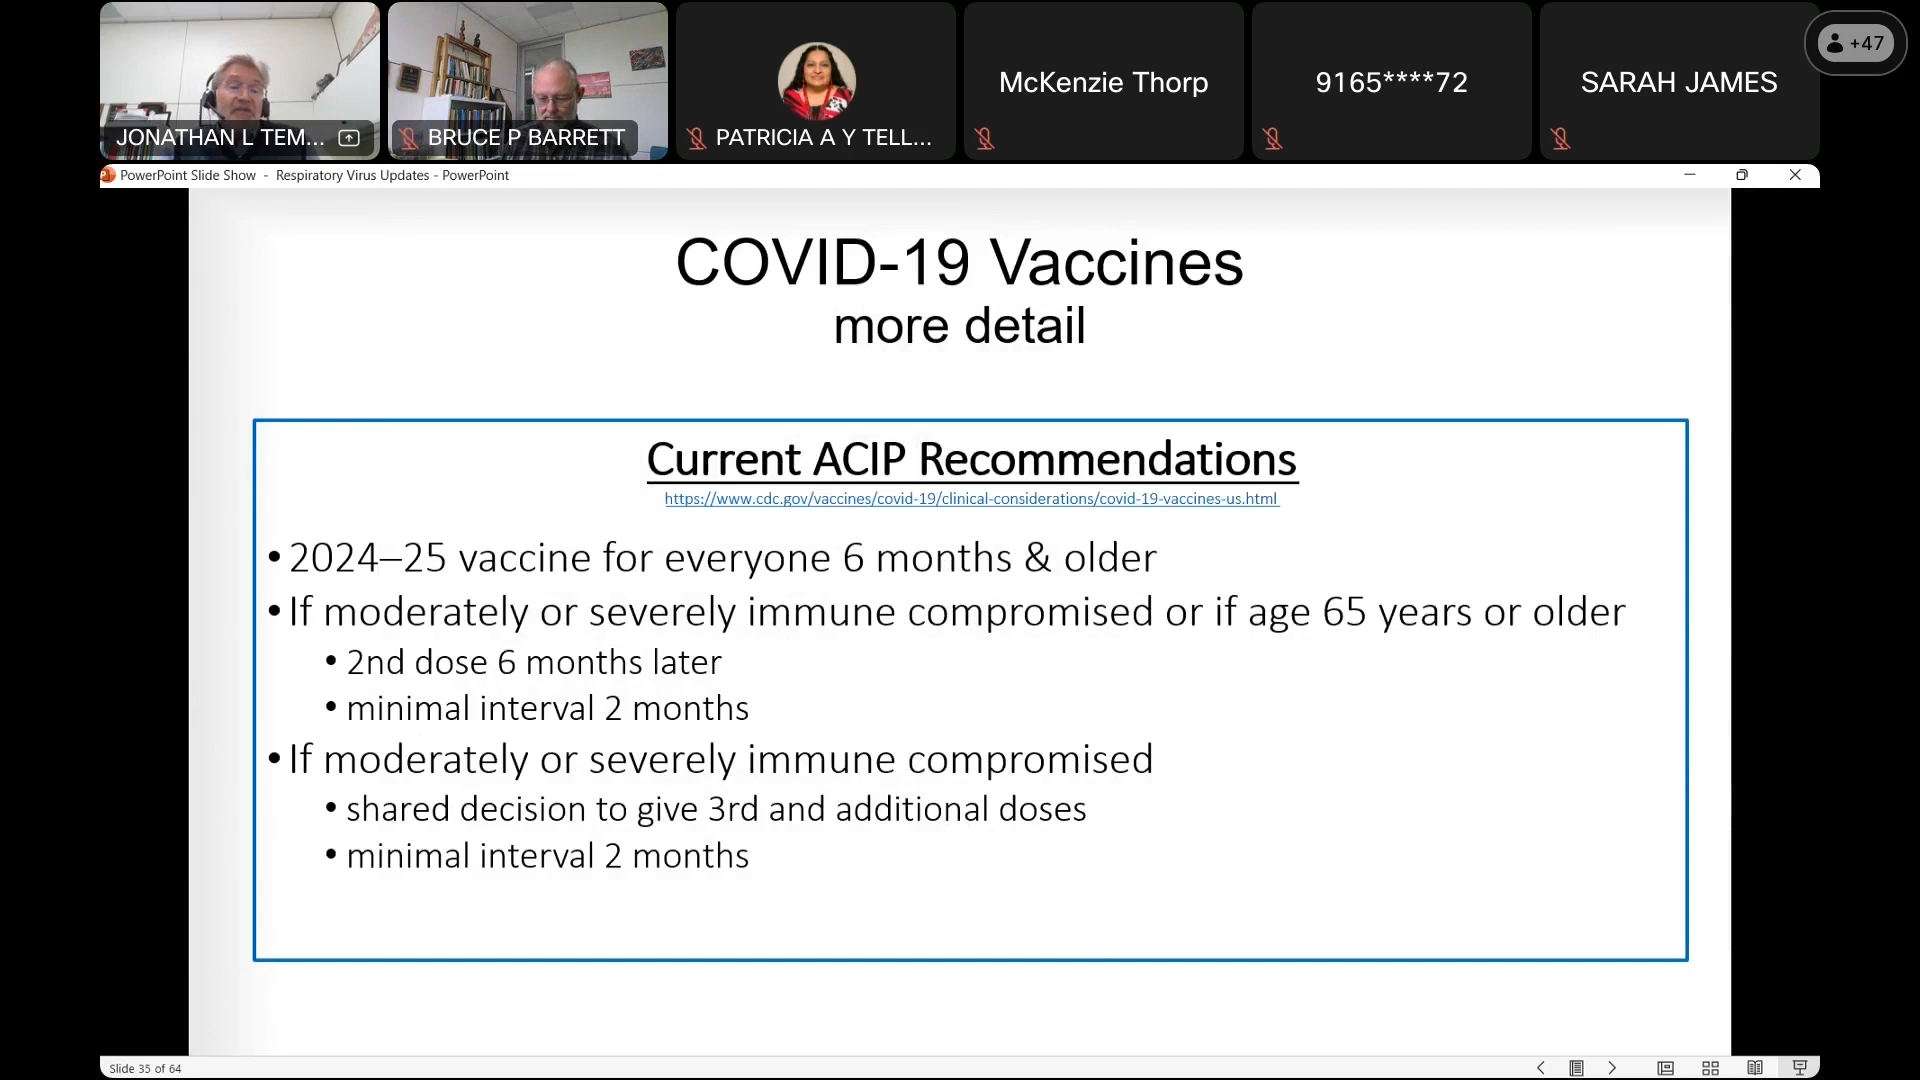 JONATHAN L TEM...
BRUCE P BARRETT
PATRICIA A Y TELL...
McKenzie Thorp
9165****72
SARAH JAMES
+47
PowerPoint Slide Show - Respiratory Virus Updates - PowerPoint
COVID-19 Vaccines
more detail
Current ACIP Recommendations
https://www.cdc.gov/vaccines/covid-19/clinical-considerations/covid-19-vaccines-us.html
• 2024–25 vaccine for everyone 6 months & older
• If moderately or severely immune compromised or if age 65 years or older
• 2nd dose 6 months later
• minimal interval 2 months
• If moderately or severely immune compromised
• shared decision to give 3rd and additional doses
• minimal interval 2 months
Slide 35 of 64